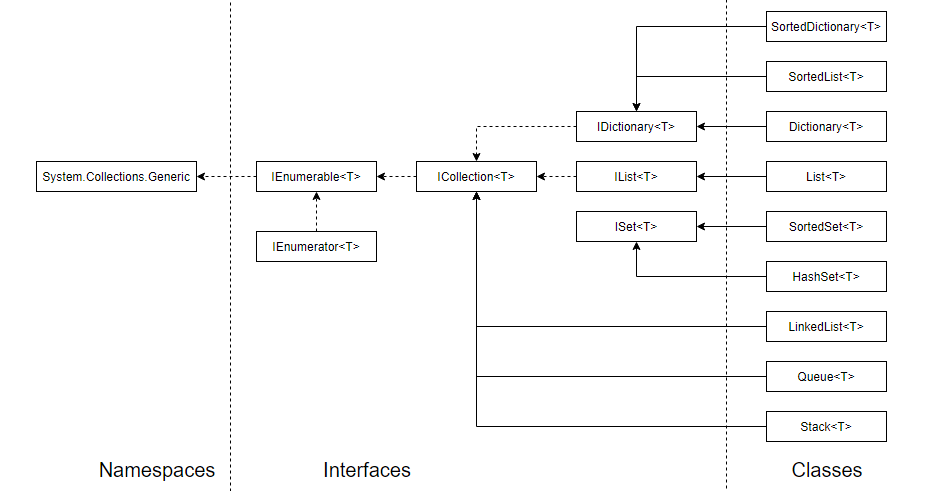 SortedDictionary<T>
SortedList<T>
IDictionary<T>
Dictionary<T>
System.Collections.Generic
IEnumerable<T>
ICollection<T>
IList<T>
List<T>
ISet<T>
SortedSet<T>
IEnumerator<T>
HashSet<T>
LinkedList<T>
Queue<T>
Stack<T>
Namespaces
Interfaces
Classes